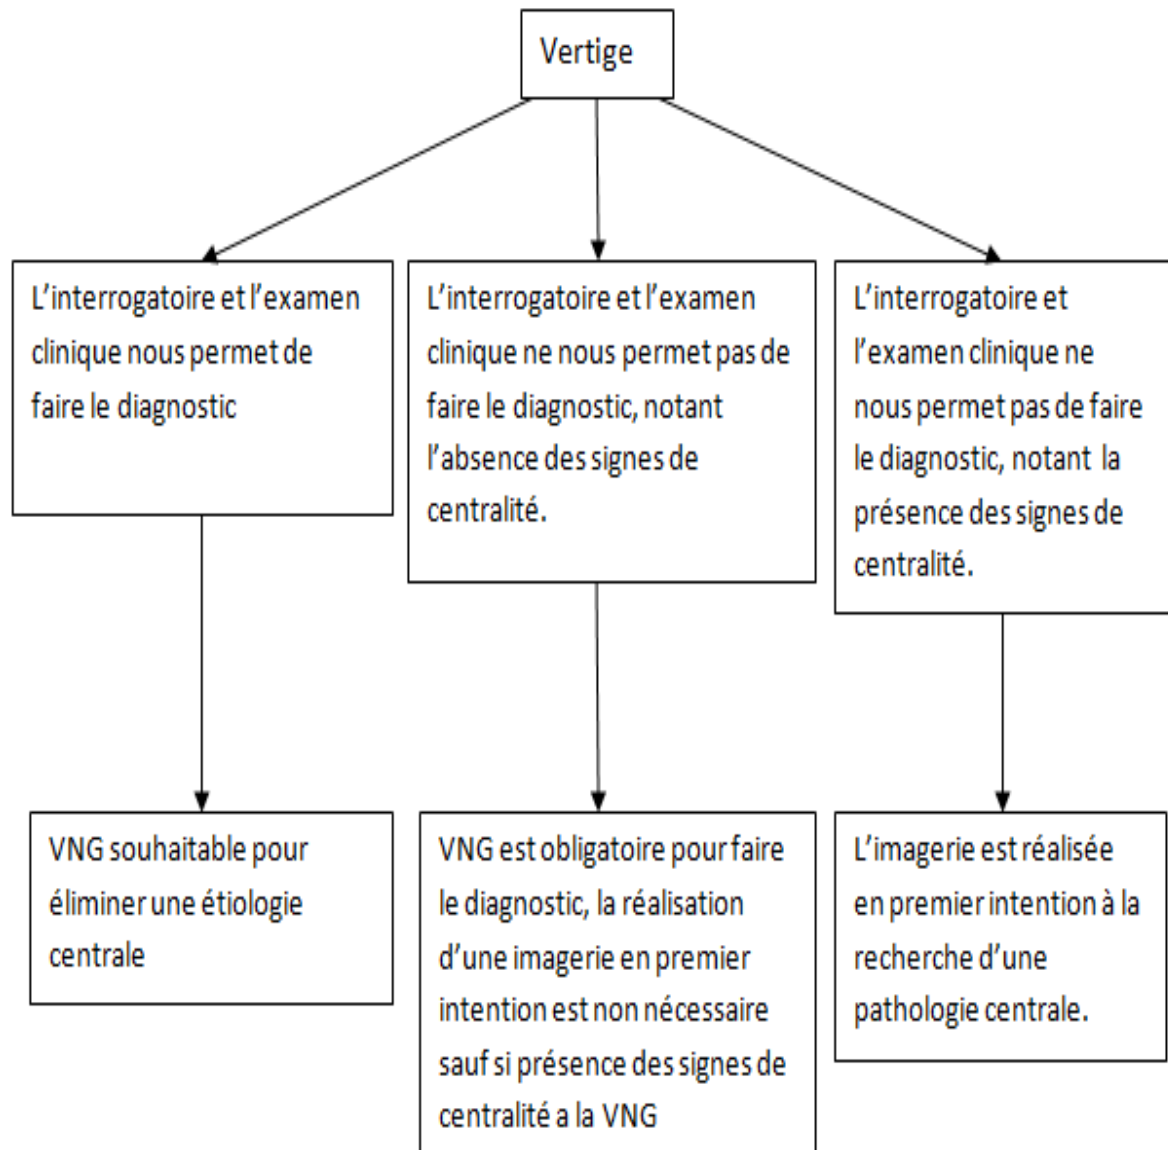 Vertige
L'interrogatoire et l'examen
clinique nous permet de
faire le diagnostic
L'interrogatoire et l'examen
clinique ne nous permet pas de
faire le diagnostic, notant
l'absence des signes de
centralité.
L'interrogatoire et
l'examen clinique ne
nous permet pas de faire
le diagnostic, notant la
présence des signes de
centralité.
VNG souhaitable pour
éliminer une étiologie
centrale
VNG est obligatoire pour faire
le diagnostic, la réalisation
d'une imagerie en premier
intention est non nécessaire
sauf si présence des signes de
centralité a la VNG
L'imagerie est réalisée
en premier intention à la
recherche d'une
pathologie centrale.